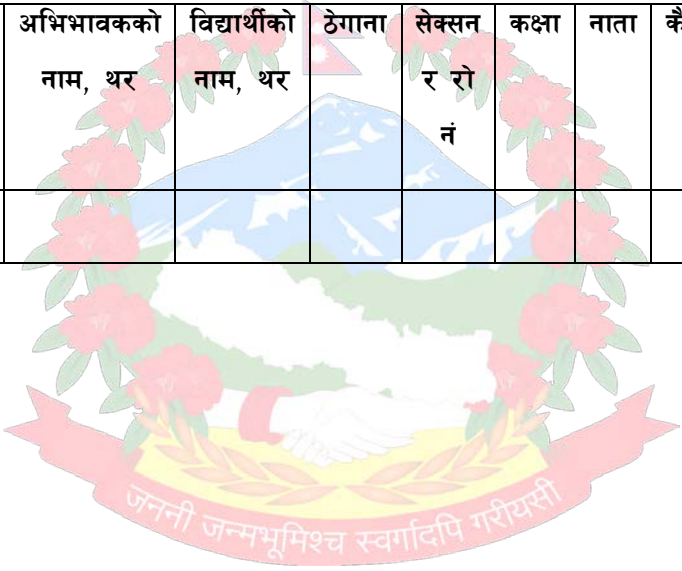 अभिभावकको नाम, थर
विद्यार्थीको नाम, थर
ठेगाना
सेक्सन र रो नं
कक्षा
नाता
जननी जन्मभूमिश्च स्वर्गादपि गरीयसी